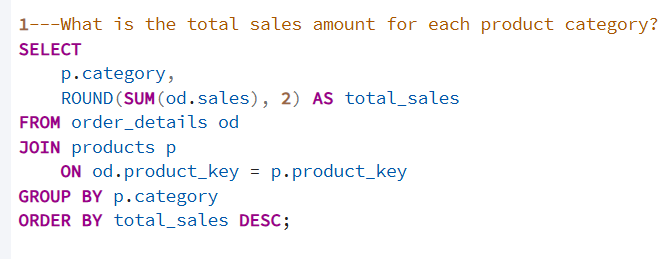 1---What is the total sales amount for each product category?
SELECT
    p.category,
    ROUND(SUM(od.sales), 2) AS total_sales
FROM order_details od
JOIN products p
    ON od.product_key = p.product_key
GROUP BY p.category
ORDER BY total_sales DESC;